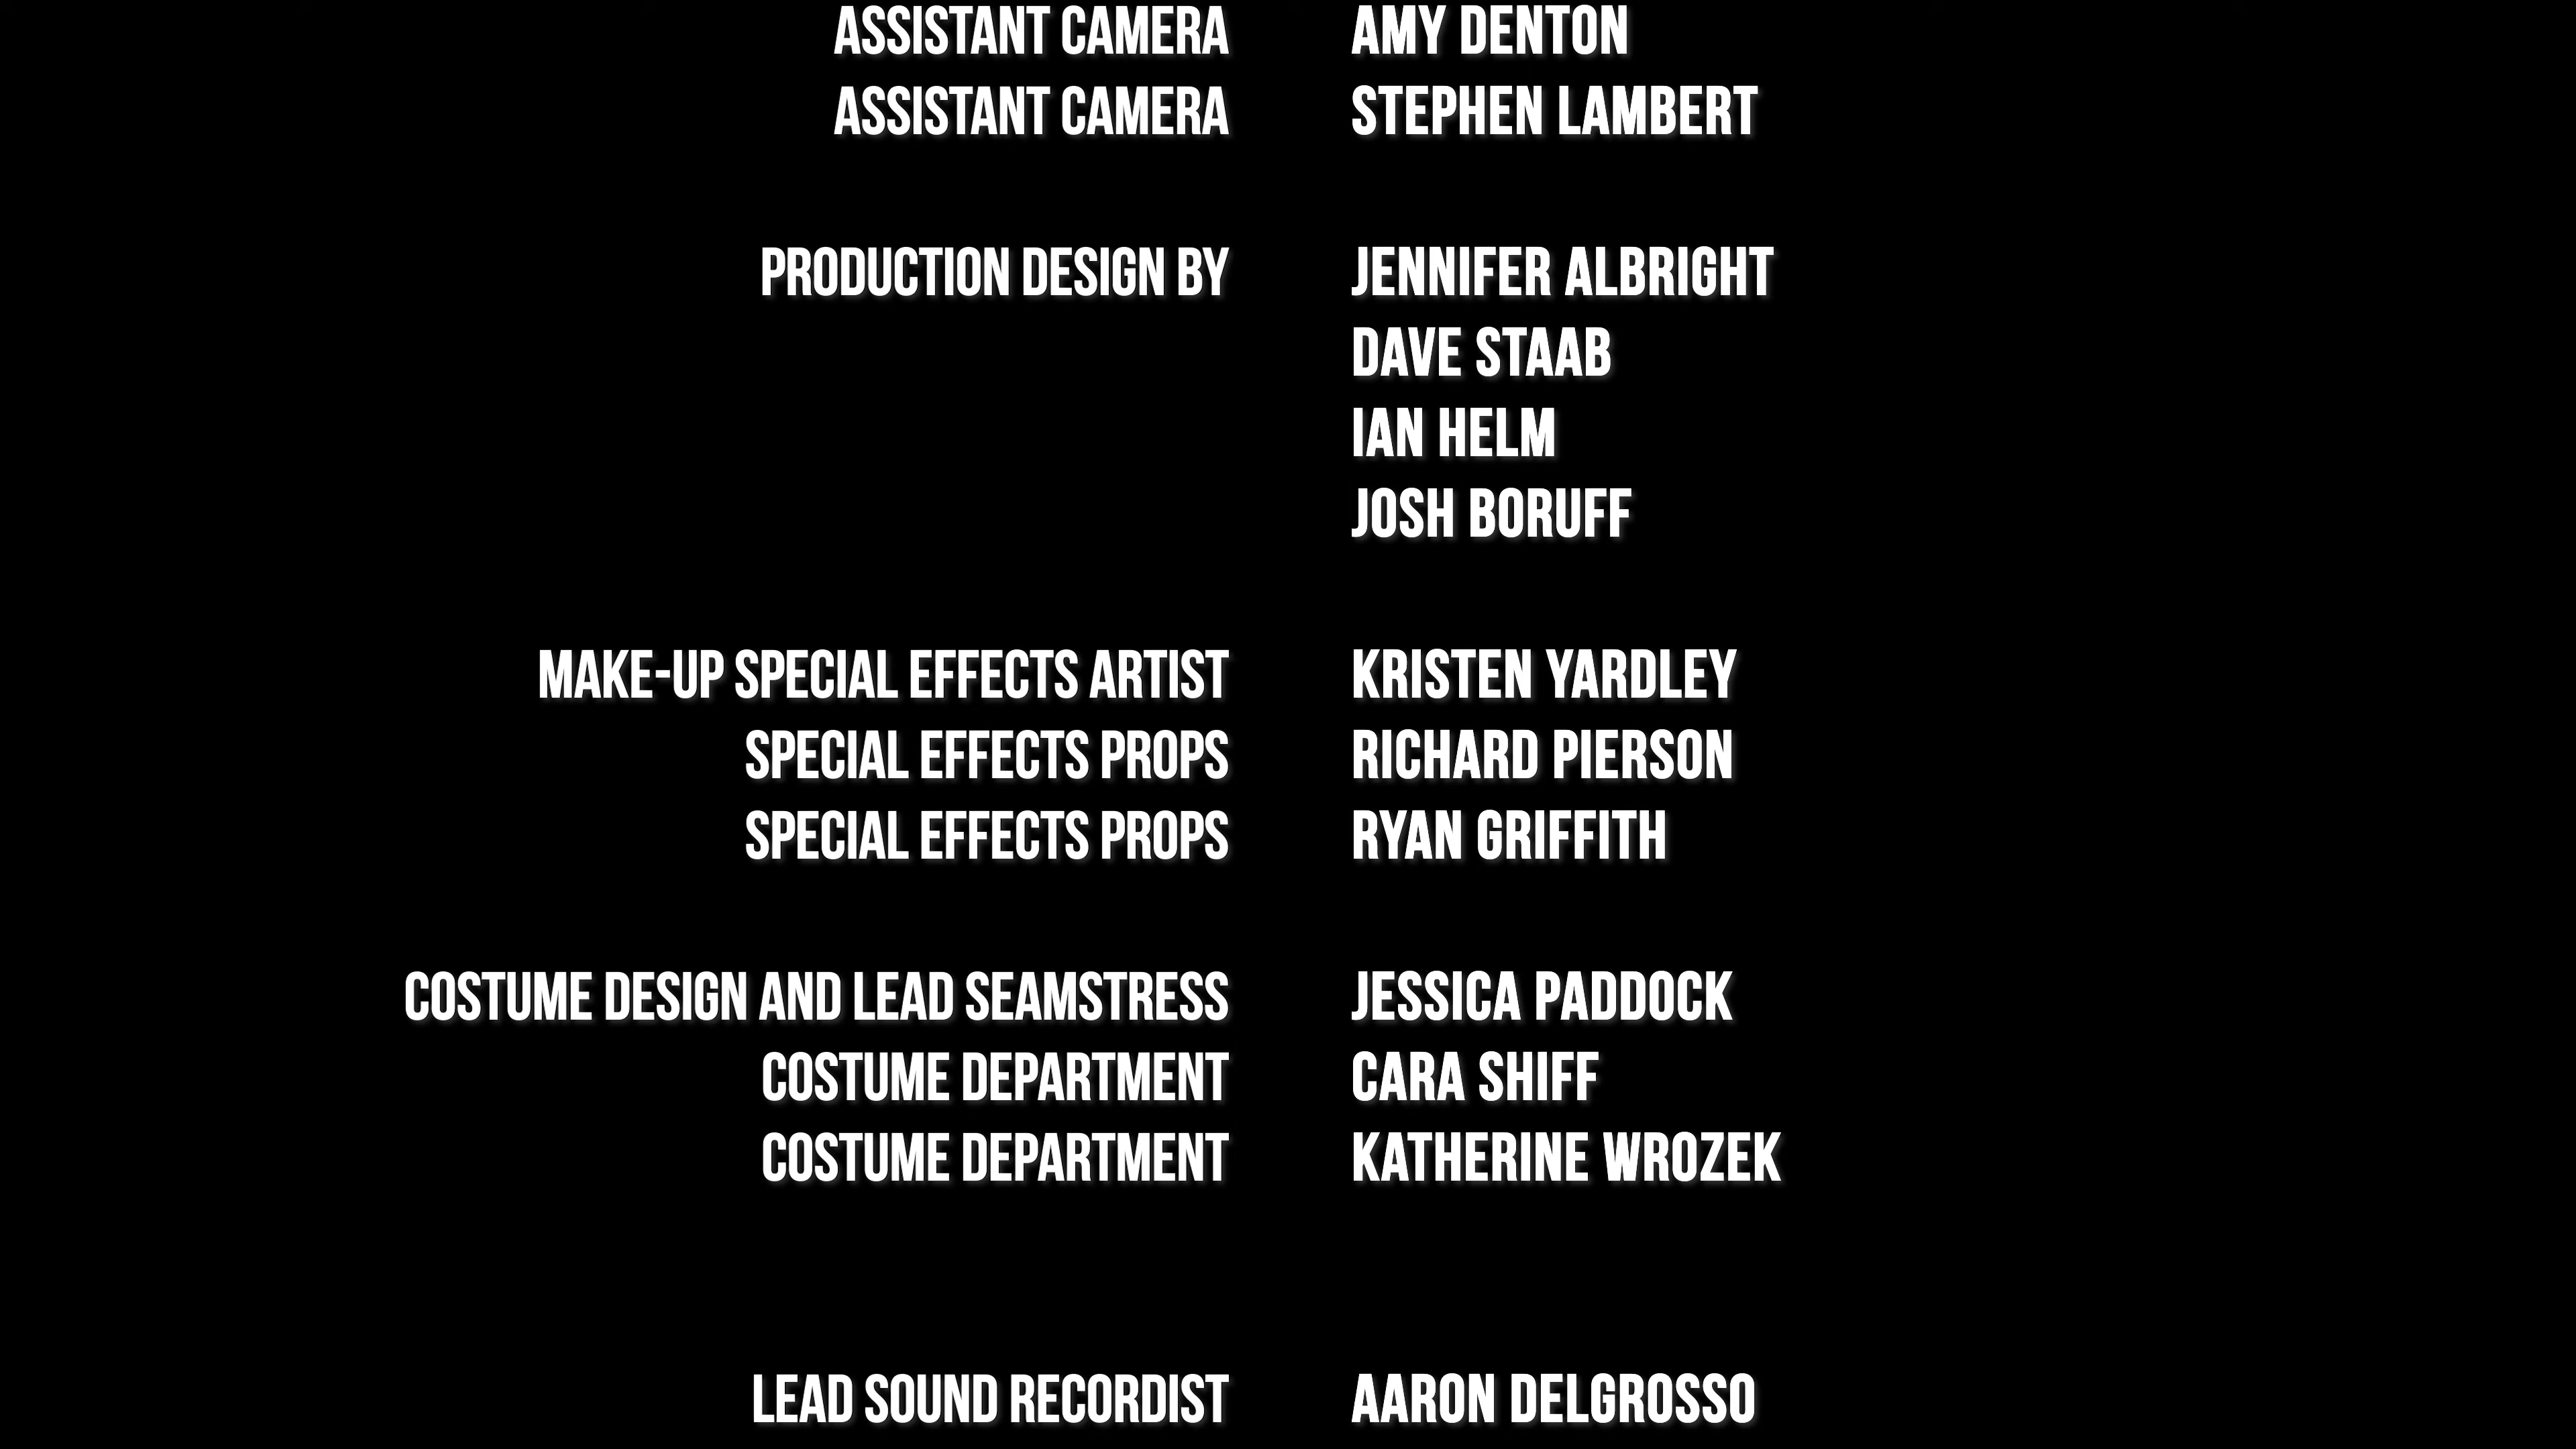 ASSISTANT CAMERA AMY DENTON
ASSISTANT CAMERA STEPHEN LAMBERT
PRODUCTION DESIGN BY JENNIFER ALBRIGHT
DAVE STAAB
IAN HELM
JOSH BORUFF
MAKE-UP SPECIAL EFFECTS ARTIST KRISTEN YARDLEY
SPECIAL EFFECTS PROPS RICHARD PIERSON
SPECIAL EFFECTS PROPS RYAN GRIFFITH
COSTUME DESIGN AND LEAD SEAMSTRESS JESSICA PADDOCK
COSTUME DEPARTMENT CARA SHIFF
COSTUME DEPARTMENT KATHERINE WROZEK
LEAD SOUND RECORDIST AARON DELGROSSO